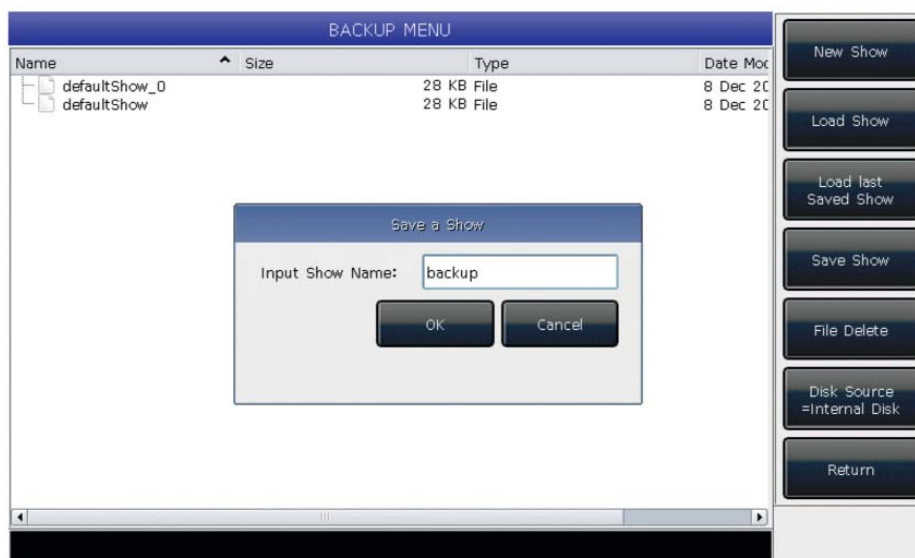 BACKUP MENU
Name Size Type Date Mod
defaultShow_0 28 KB File 8 Dec 20
defaultShow 28 KB File 8 Dec 20
Save a Show
Input Show Name: backup
OK Cancel
New Show
Load Show
Load last
Saved Show
Save Show
File Delete
Disk Source
=Internal Disk
Return